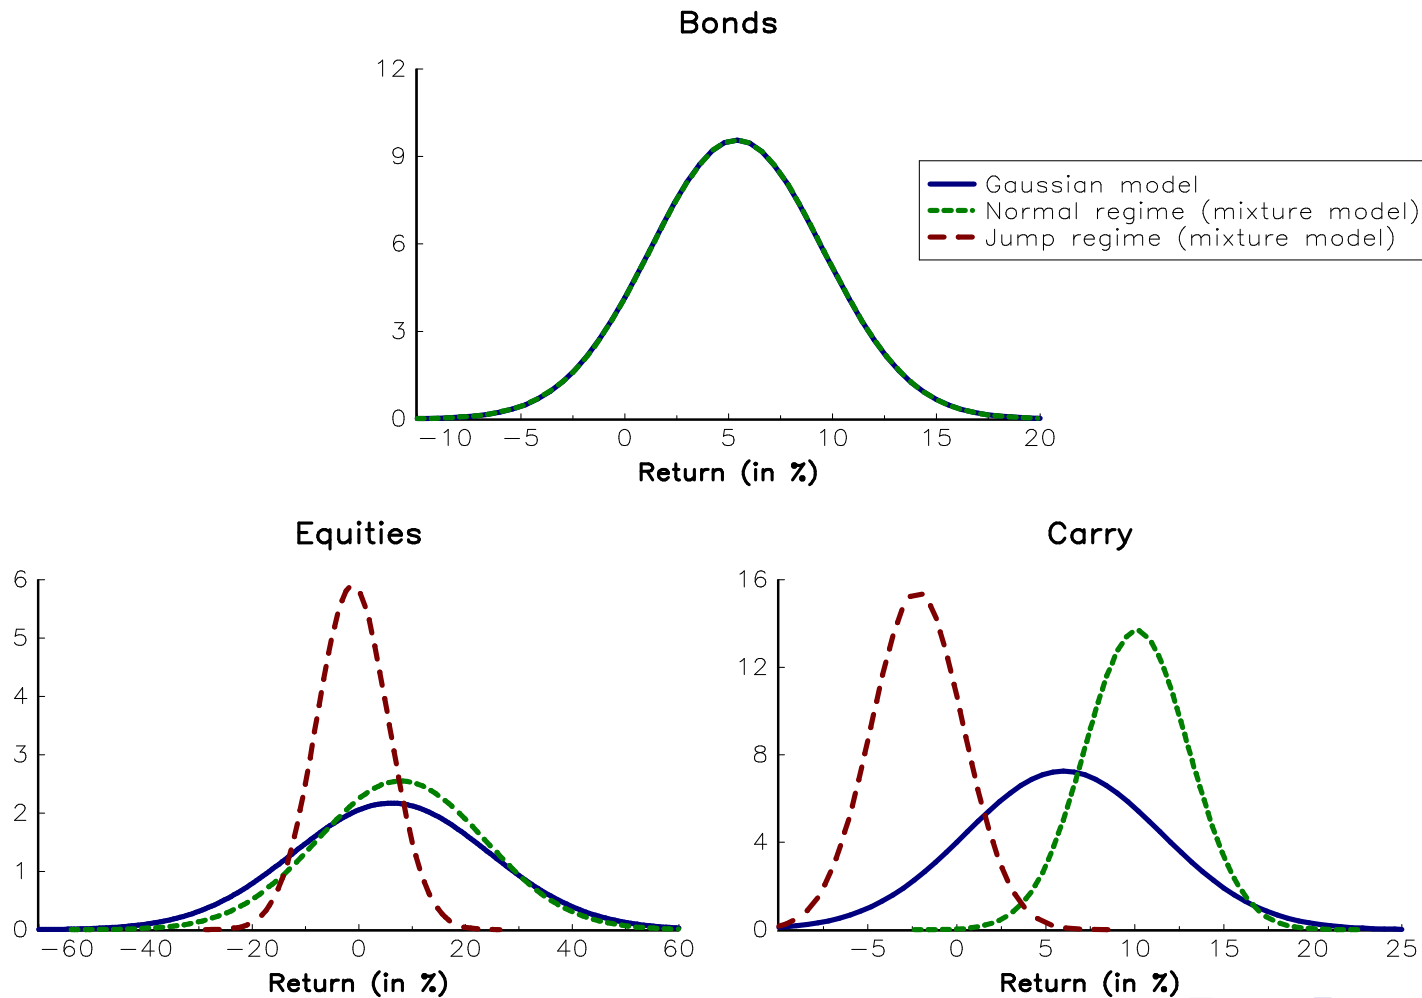 Bonds
12
9
6
3
0
−10 −5 0 5 10 15 20
Return (in %)
Gaussian model
Normal regime (mixture model)
Jump regime (mixture model)
Equities
6
5
4
3
2
1
0
−60 −40 −20 0 20 40 60
Return (in %)
Carry
16
12
8
4
0
−5 0 5 10 15 20 25
Return (in %)